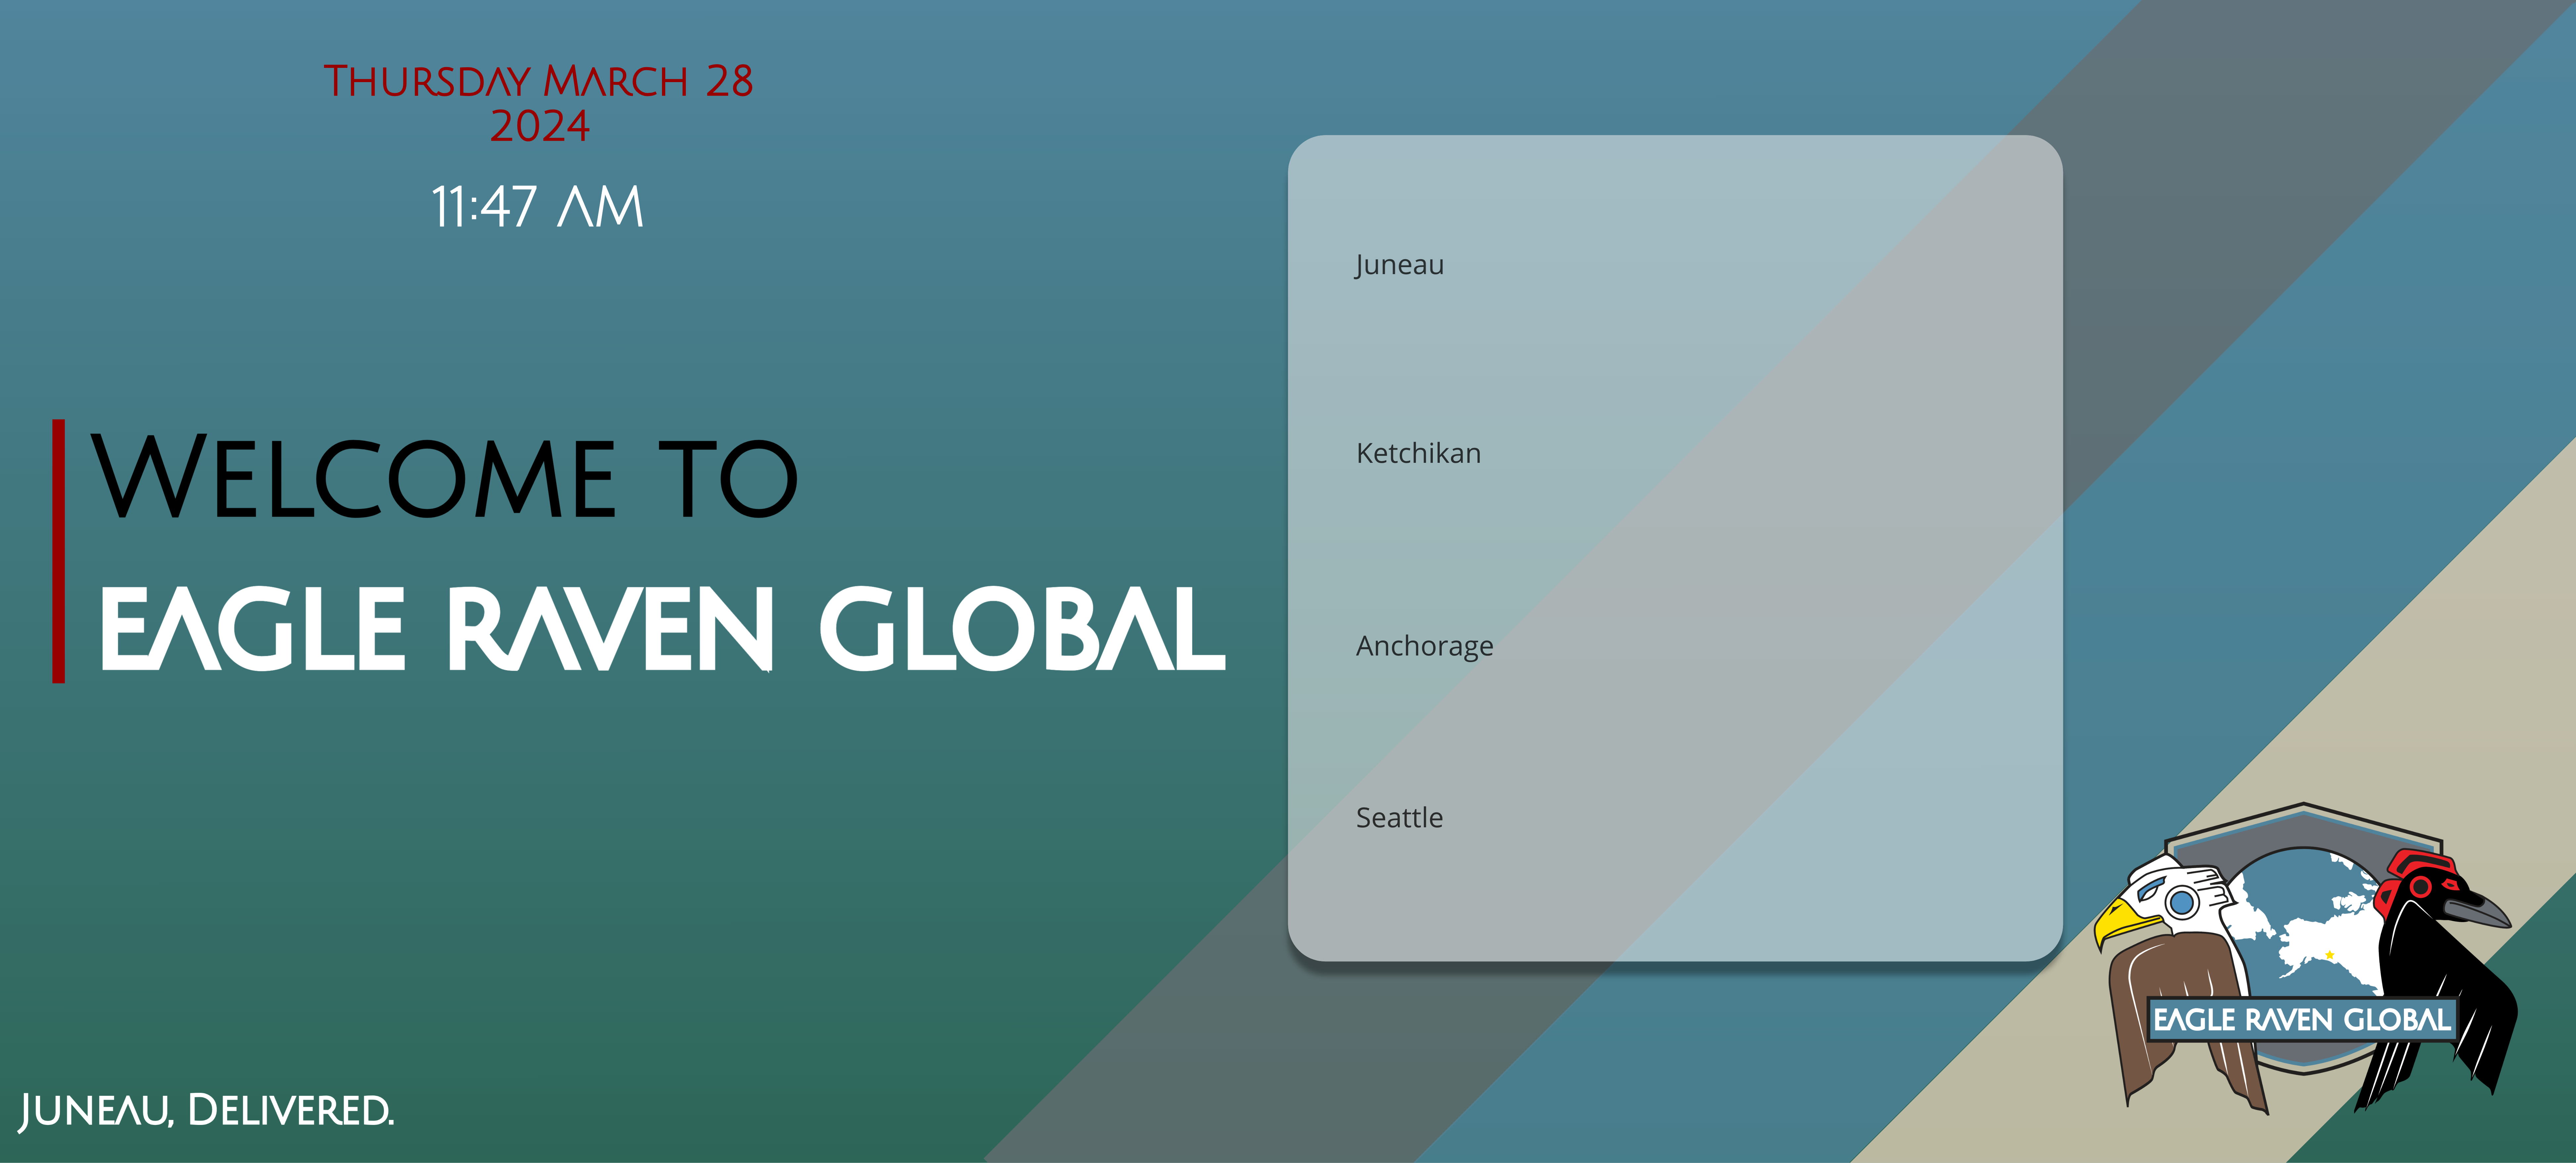 Thursday March 28
2024
11:47 AM
Welcome to
EAGLE RAVEN GLOBAL
Juneau
Ketchikan
Anchorage
Seattle
EAGLE RAVEN GLOBAL
Juneau, Delivered.